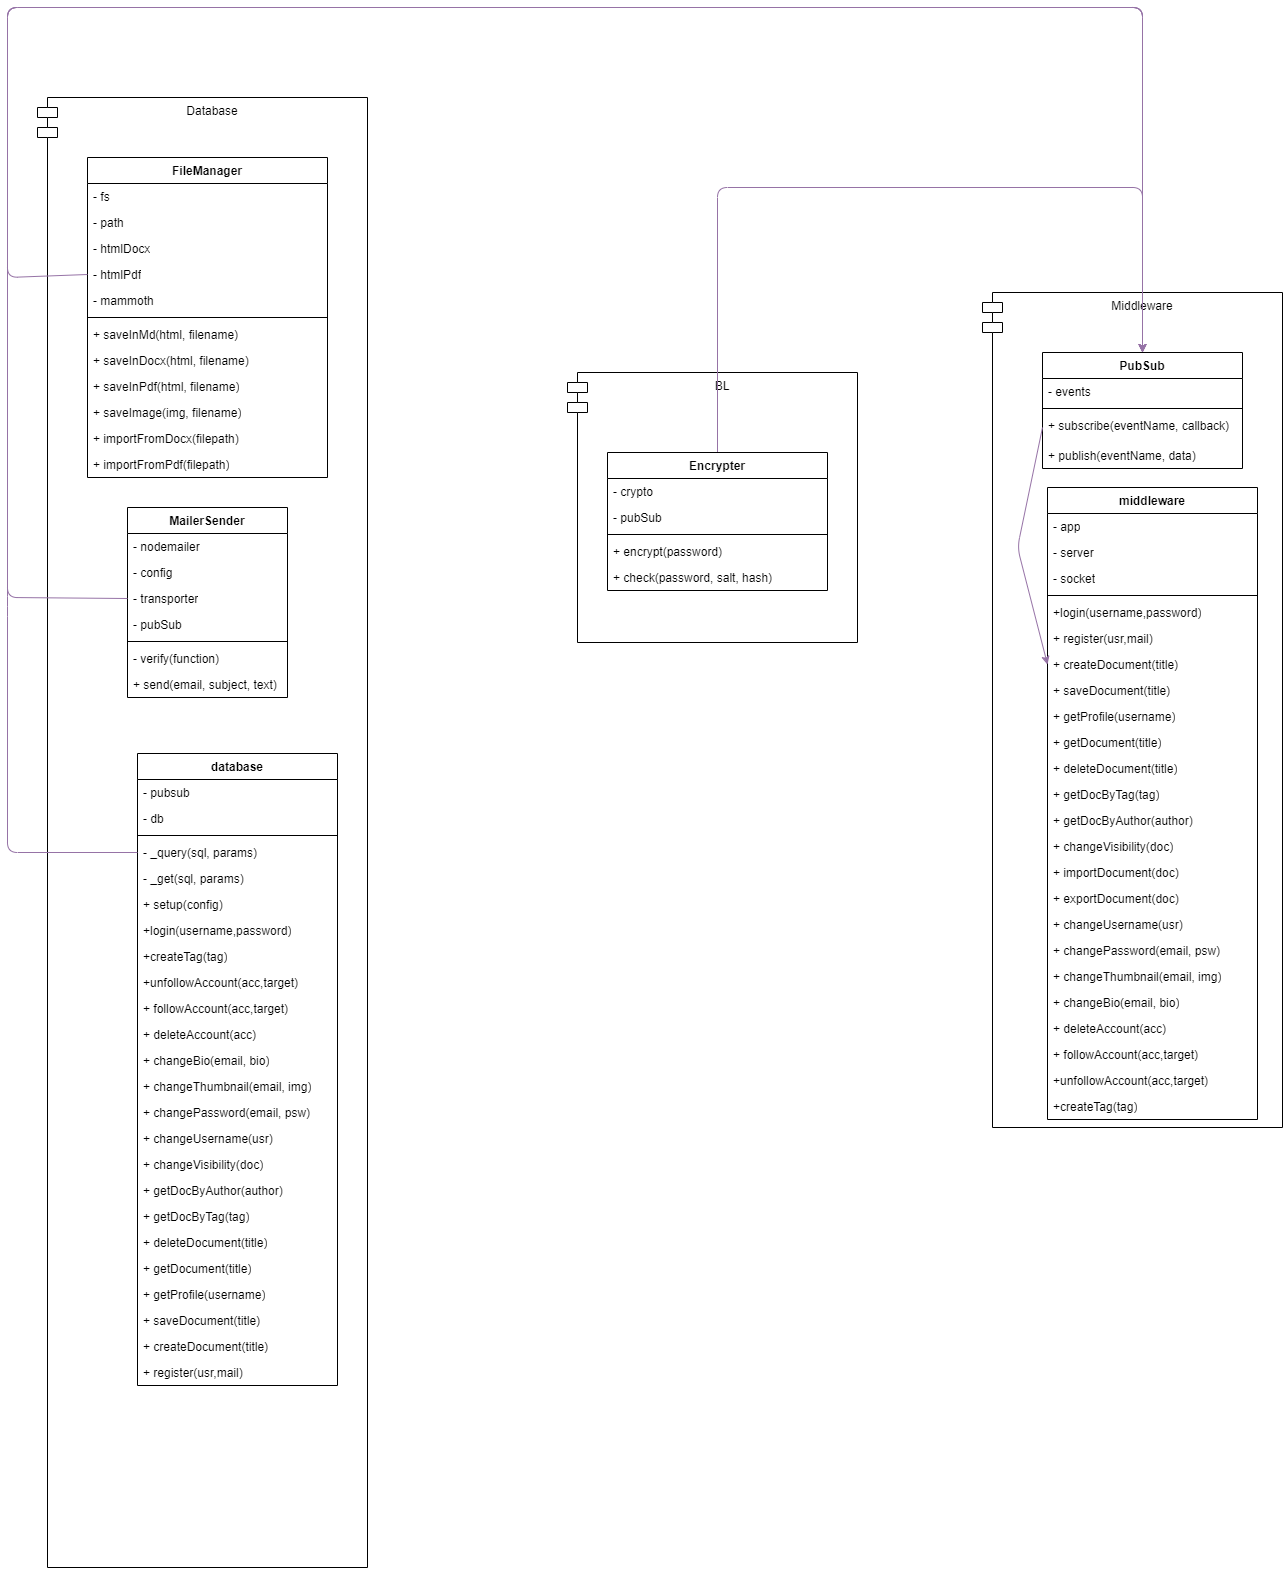 Database
FileManager
- fs
- path
- htmlDocx
- htmlPdf
- mammoth
+ saveInMd(html, filename)
+ saveInDocx(html, filename)
+ saveInPdf(html, filename)
+ saveImage(img, filename)
+ importFromDocx(filepath)
+ importFromPdf(filepath)
MailerSender
- nodemailer
- config
- transporter
- pubSub
- verify(function)
+ send(email, subject, text)
database
- pubsub
- db
- _query(sql, params)
- _get(sql, params)
+ setup(config)
+login(username,password)
+createTag(tag)
+unfollowAccount(acc,target)
+ followAccount(acc,target)
+ deleteAccount(acc)
+ changeBio(email, bio)
+ changeThumbnail(email, img)
+ changePassword(email, psw)
+ changeUsername(usr)
+ changeVisibility(doc)
+ getDocByAuthor(author)
+ getDocByTag(tag)
+ deleteDocument(title)
+ getDocument(title)
+ getProfile(username)
+ saveDocument(title)
+ createDocument(title)
+ register(usr,mail)
BL
Encrypter
- crypto
- pubSub
+ encrypt(password)
+ check(password, salt, hash)
Middleware
PubSub
- events
+ subscribe(eventName, callback)
+ publish(eventName, data)
middleware
- app
- server
- socket
+login(username,password)
+ register(usr,mail)
+ createDocument(title)
+ saveDocument(title)
+ getProfile(username)
+ getDocument(title)
+ deleteDocument(title)
+ getDocByTag(tag)
+ getDocByAuthor(author)
+ changeVisibility(doc)
+ importDocument(doc)
+ exportDocument(doc)
+ changeUsername(usr)
+ changePassword(email, psw)
+ changeThumbnail(email, img)
+ changeBio(email, bio)
+ deleteAccount(acc)
+ followAccount(acc,target)
+unfollowAccount(acc,target)
+createTag(tag)